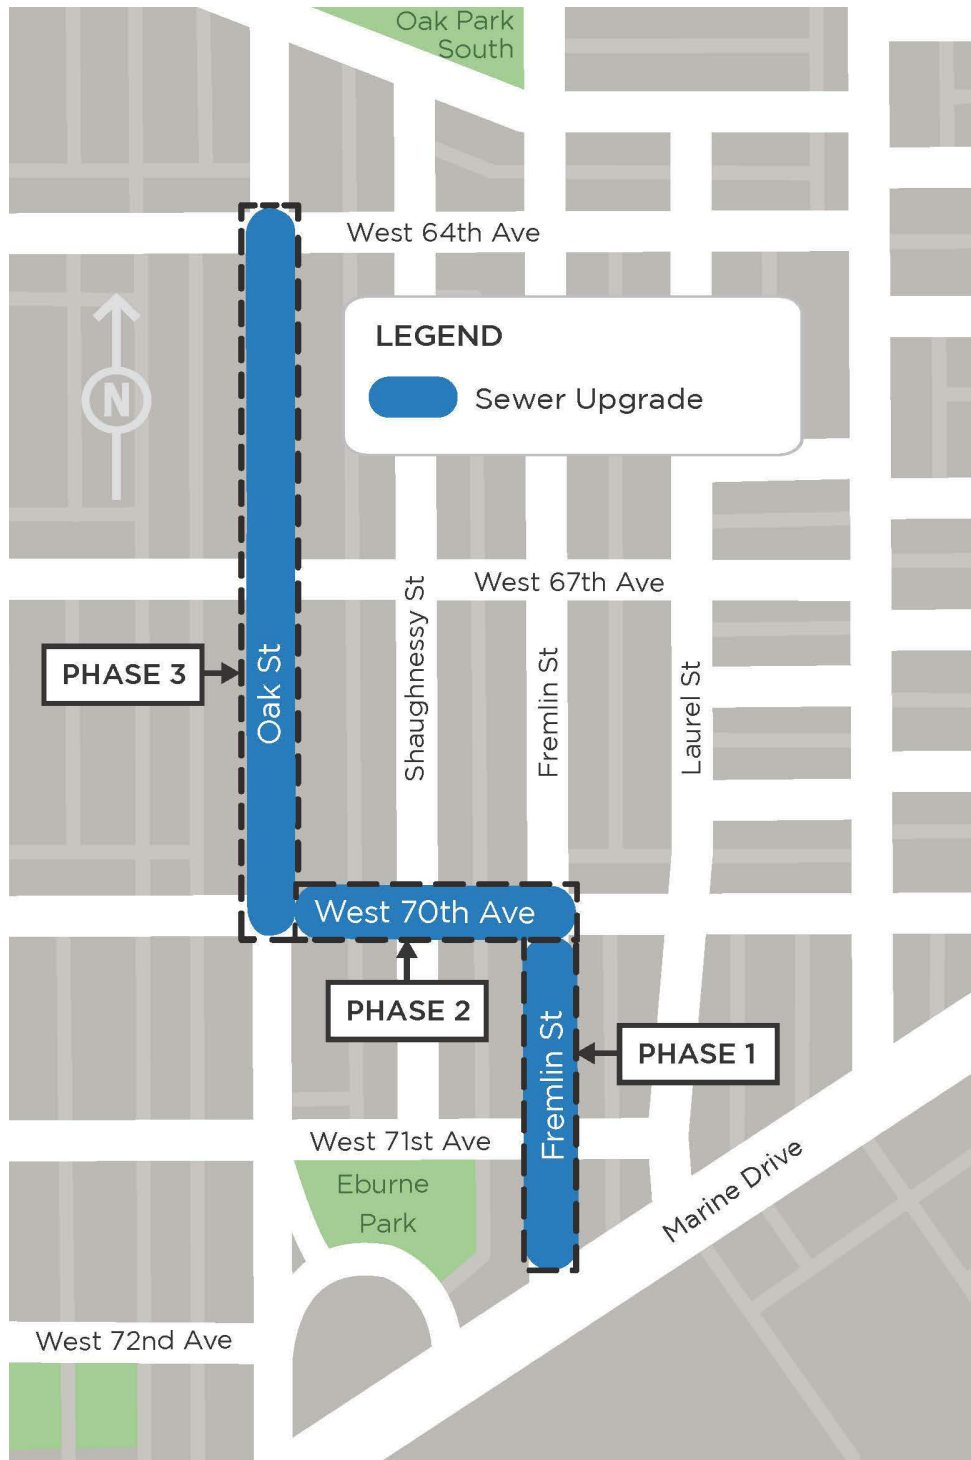 Oak Park
South
West 64th Ave
LEGEND
Sewer Upgrade
N
West 67th Ave
Shaughnessy St
Fremlin St
Laurel St
PHASE 3
Oak St
West 70th Ave
PHASE 2
Fremlin St
PHASE 1
West 71st Ave
Marine Drive
Eburne
Park
West 72nd Ave